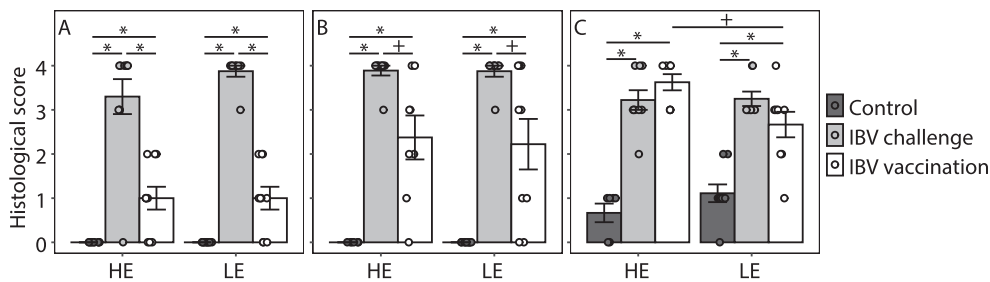 A
B
C
* * *
* * *
* * +
* * +
+
* *
* *
Histological score
4
3
2
1
0
HE LE
HE LE
HE LE
Control
IBV challenge
IBV vaccination